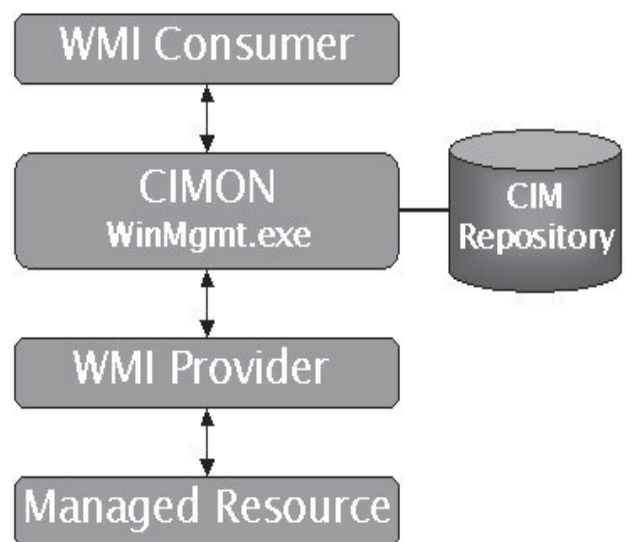 WMI Consumer
CIMON
WinMgmt.exe
CIM
Repository
WMI Provider
Managed Resource